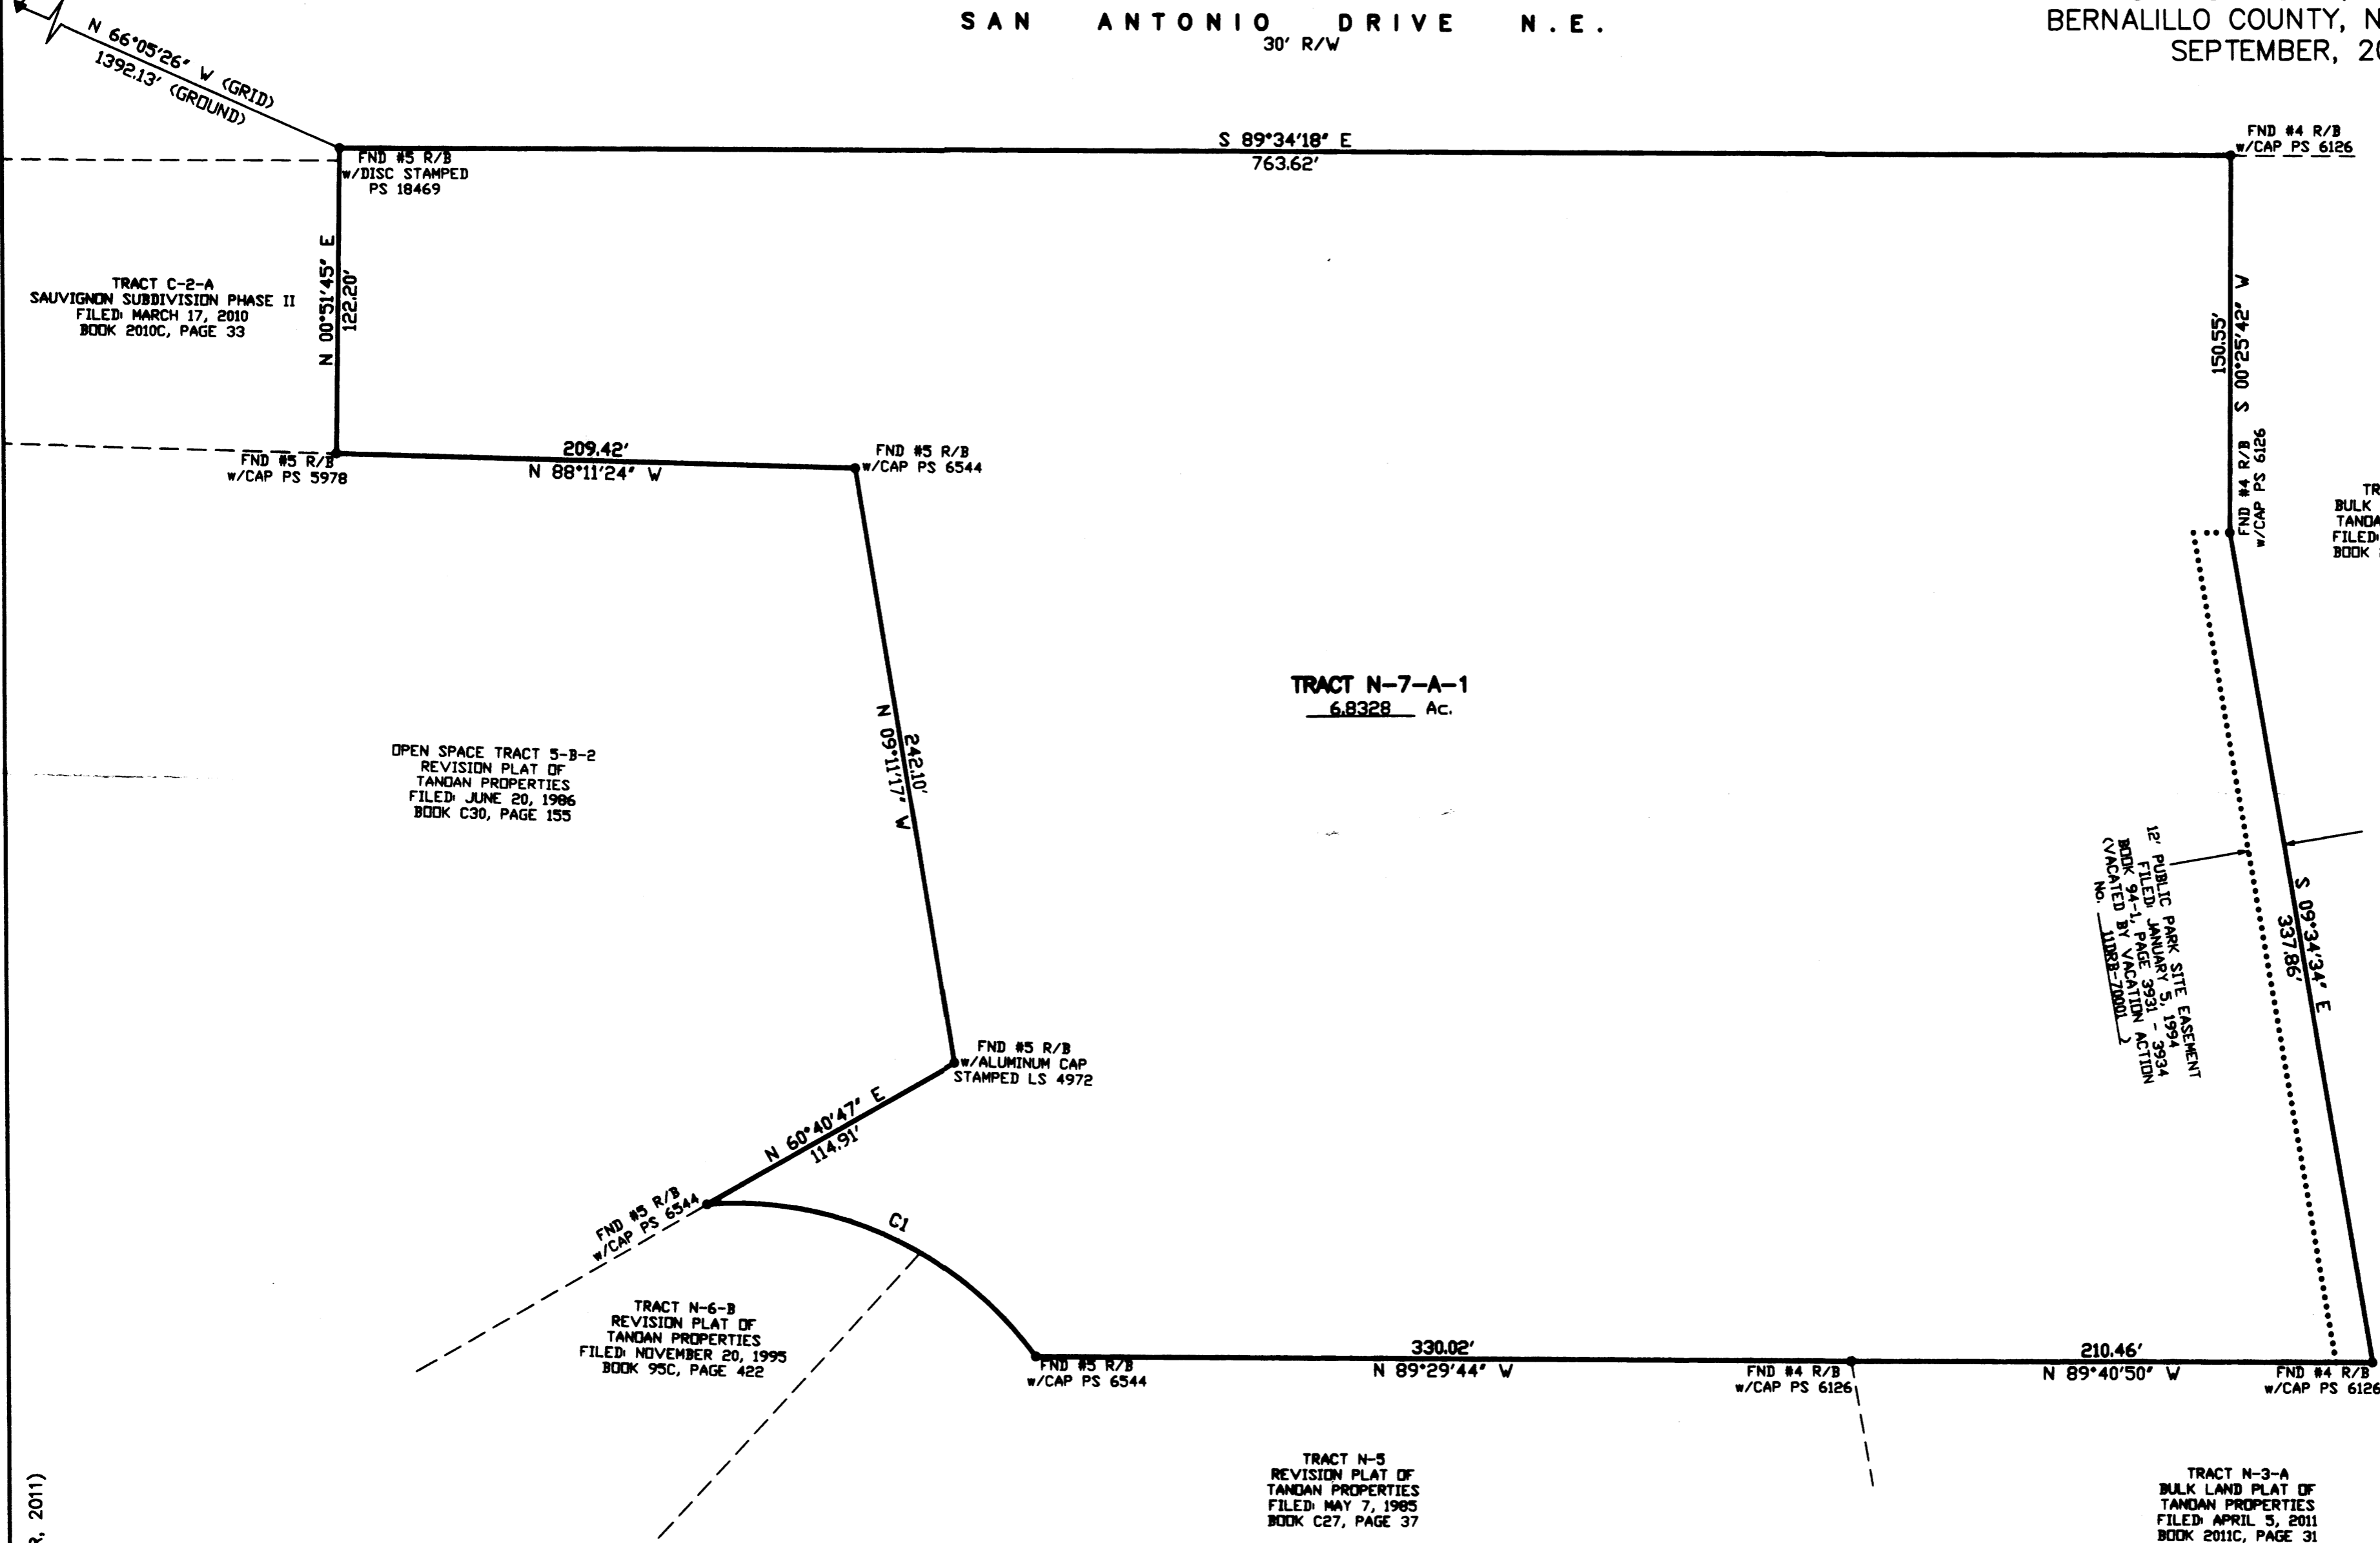 N 66°05'26" W (GRID)
1392.13' (GROUND)
SAN ANTONIO DRIVE N.E.
30' R/W
BERNALILLO COUNTY, N
SEPTEMBER, 20
S 89°34'18" E
763.62'
FND #4 R/B
w/CAP PS 6126
FND #5 R/B
w/DISC STAMPED
PS 18469
N 00°51'45" E
122.20'
TRACT C-2-A
SAUVIGNON SUBDIVISION PHASE II
FILED: MARCH 17, 2010
BOOK 2010C, PAGE 33
150.55'
S 00°25'42" W
FND #4 R/B
w/CAP PS 6126
FND #5 R/B
w/CAP PS 5978
209.42'
N 88°11'24" W
FND #5 R/B
w/CAP PS 6544
TR
BULK
TANOA
FILED:
BOOK
TRACT N-7-A-1
6.8328 Ac.
242.10'
N 09°11'17" W
OPEN SPACE TRACT 5-B-2
REVISION PLAT OF
TANOAN PROPERTIES
FILED: JUNE 20, 1986
BOOK C30, PAGE 155
12' PUBLIC PARK SITE EASEMENT
FILED: JANUARY 5, 1994
BOOK 94-1, PAGE 3931 - 3934
(VACATED BY VACATION ACTION
No. 11DRB-70001 )
S 09°34'34" E
337.86'
FND #5 R/B
w/ALUMINUM CAP
STAMPED LS 4972
N 60°40'47" E
114.91'
FND #5 R/B
w/CAP PS 6544
C1
TRACT N-6-B
REVISION PLAT OF
TANOAN PROPERTIES
FILED: NOVEMBER 20, 1995
BOOK 95C, PAGE 422
FND #5 R/B
w/CAP PS 6544
330.02'
N 89°29'44" W
FND #4 R/B
w/CAP PS 6126
210.46'
N 89°40'50" W
FND #4 R/B
w/CAP PS 6126
TRACT N-5
REVISION PLAT OF
TANOAN PROPERTIES
FILED: MAY 7, 1985
BOOK C27, PAGE 37
TRACT N-3-A
BULK LAND PLAT OF
TANOAN PROPERTIES
FILED: APRIL 5, 2011
BOOK 2011C, PAGE 31
R, 2011)